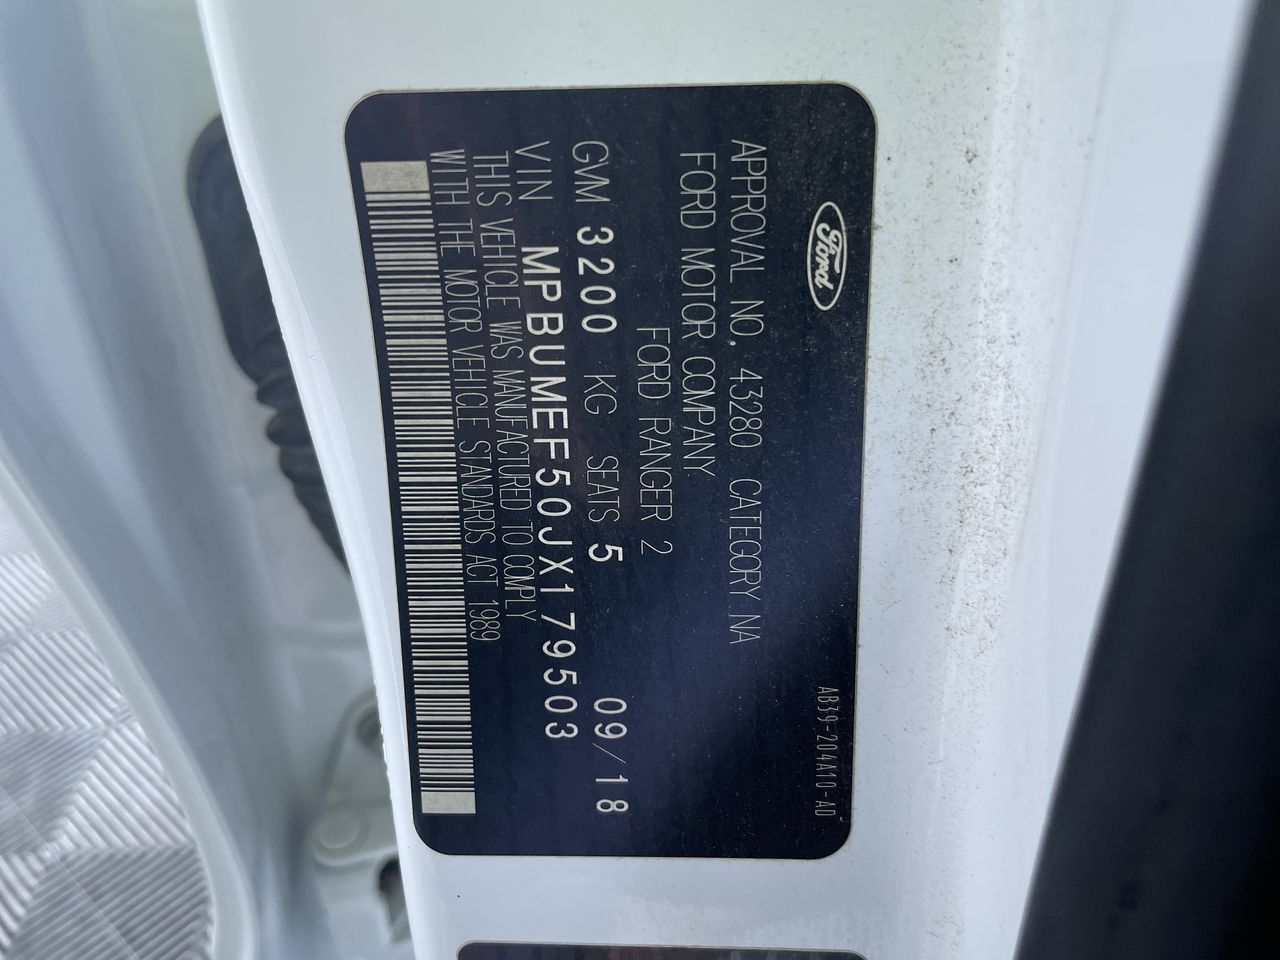 Ford
AB39-204A10-AD
APPROVAL NO. 43280 CATEGORY NA
FORD MOTOR COMPANY
FORD RANGER 2
GVM 3200 KG SEATS 5 09/18
VIN MPBUMEF50JX179503
THIS VEHICLE WAS MANUFACTURED TO COMPLY
WITH THE MOTOR VEHICLE STANDARDS ACT 1989